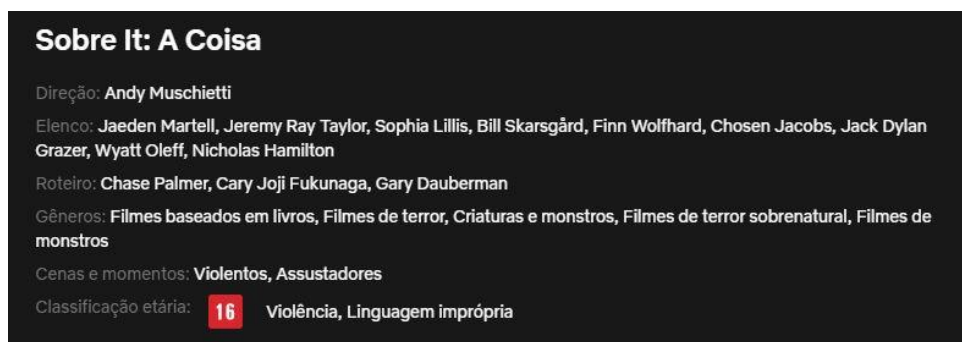 Sobre It: A Coisa
Direção: Andy Muschietti
Elenco: Jaeden Martell, Jeremy Ray Taylor, Sophia Lillis, Bill Skarsgård, Finn Wolfhard, Chosen Jacobs, Jack Dylan
Grazer, Wyatt Oleff, Nicholas Hamilton
Roteiro: Chase Palmer, Cary Joji Fukunaga, Gary Dauberman
Gêneros: Filmes baseados em livros, Filmes de terror, Criaturas e monstros, Filmes de terror sobrenatural, Filmes de
monstros
Cenas e momentos: Violentos, Assustadores
Classificação etária: 16 Violência, Linguagem imprópria